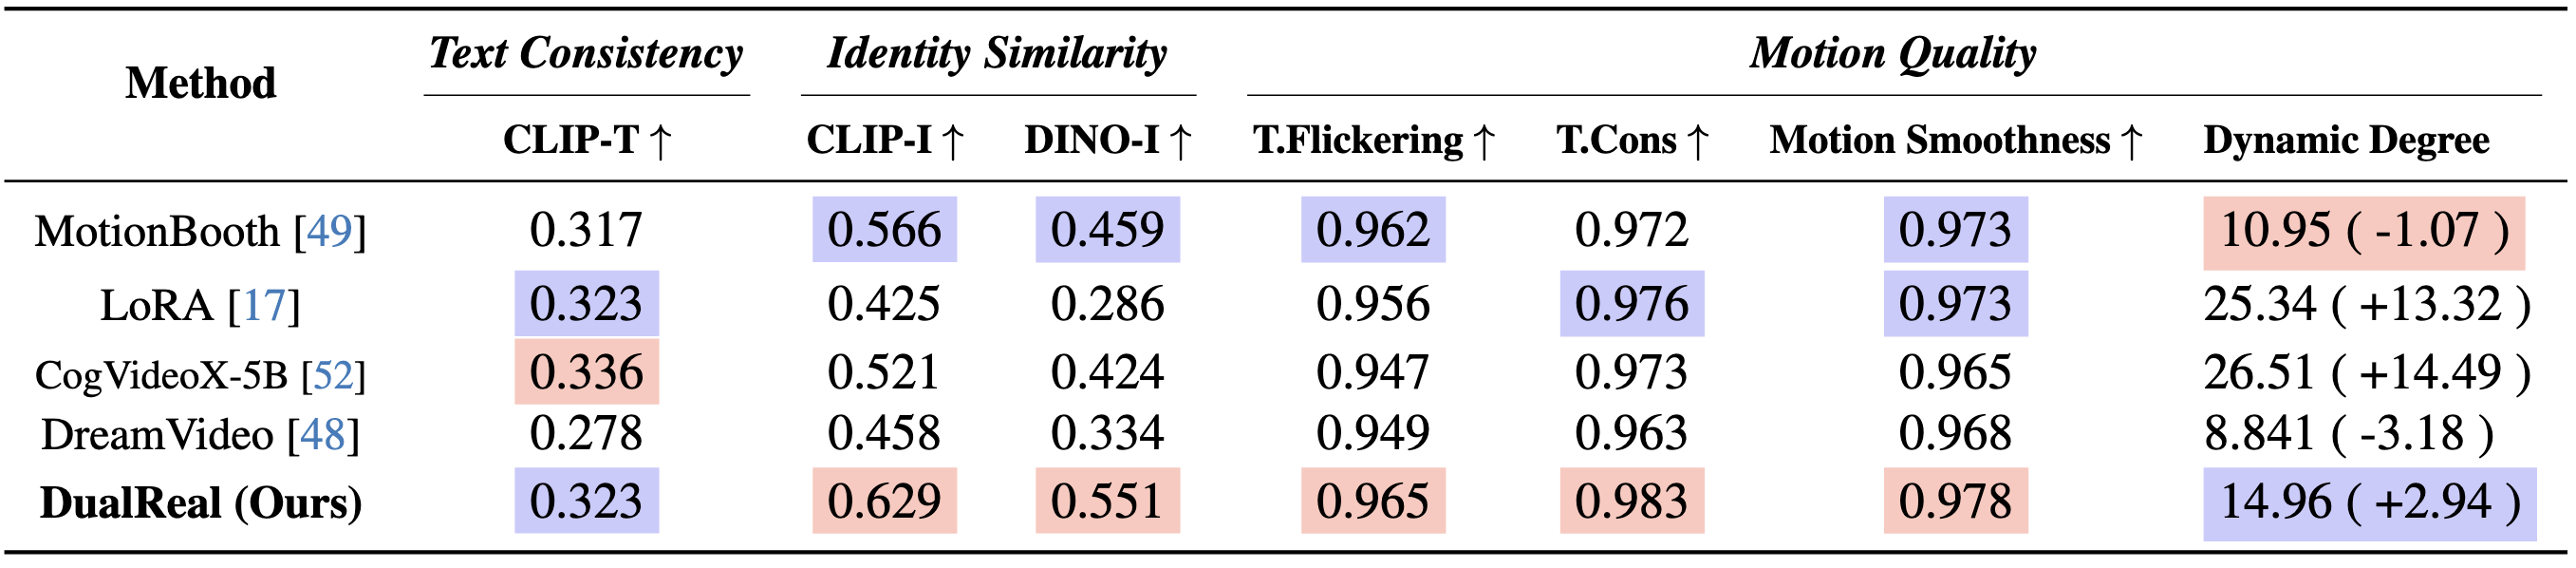 Method Text Consistency Identity Similarity Motion Quality
CLIP-T ↑ CLIP-I ↑ DINO-I ↑ T.Flickering ↑ T.Cons ↑ Motion Smoothness ↑ Dynamic Degree
MotionBooth [49] 0.317 0.566 0.459 0.962 0.972 0.973 10.95 ( -1.07 )
LoRA [17] 0.323 0.425 0.286 0.956 0.976 0.973 25.34 ( +13.32 )
CogVideoX-5B [52] 0.336 0.521 0.424 0.947 0.973 0.965 26.51 ( +14.49 )
DreamVideo [48] 0.278 0.458 0.334 0.949 0.963 0.968 8.841 ( -3.18 )
DualReal (Ours) 0.323 0.629 0.551 0.965 0.983 0.978 14.96 ( +2.94 )